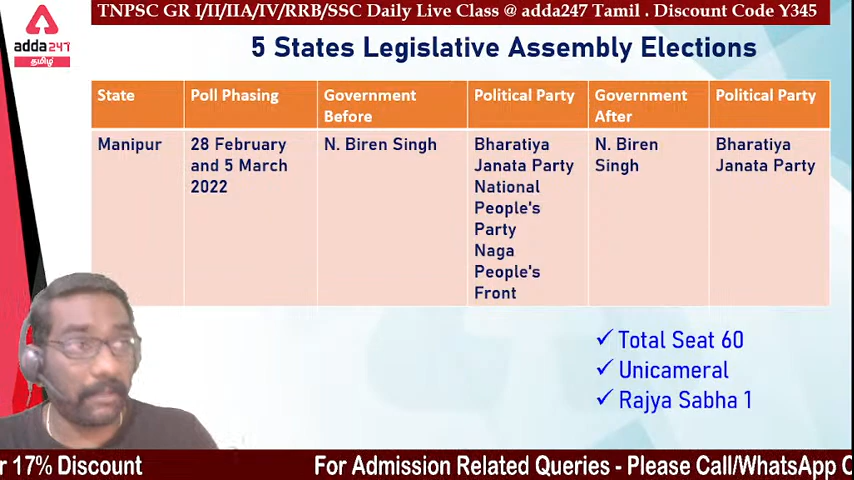 TNPSC GR I/II/IIA/IV/RRB/SSC Daily Live Class @ adda247 Tamil . Discount Code Y345
adda247
தமிழ்
5 States Legislative Assembly Elections
State
Poll Phasing
Government
Before
Political Party
Government
After
Political Party
Manipur
28 February
and 5 March
2022
N. Biren Singh
Bharatiya
Janata Party
National
People's
Party
Naga
People's
Front
N. Biren
Singh
Bharatiya
Janata Party
✓ Total Seat 60
✓ Unicameral
✓ Rajya Sabha 1
r 17% Discount For Admission Related Queries - Please Call/WhatsApp